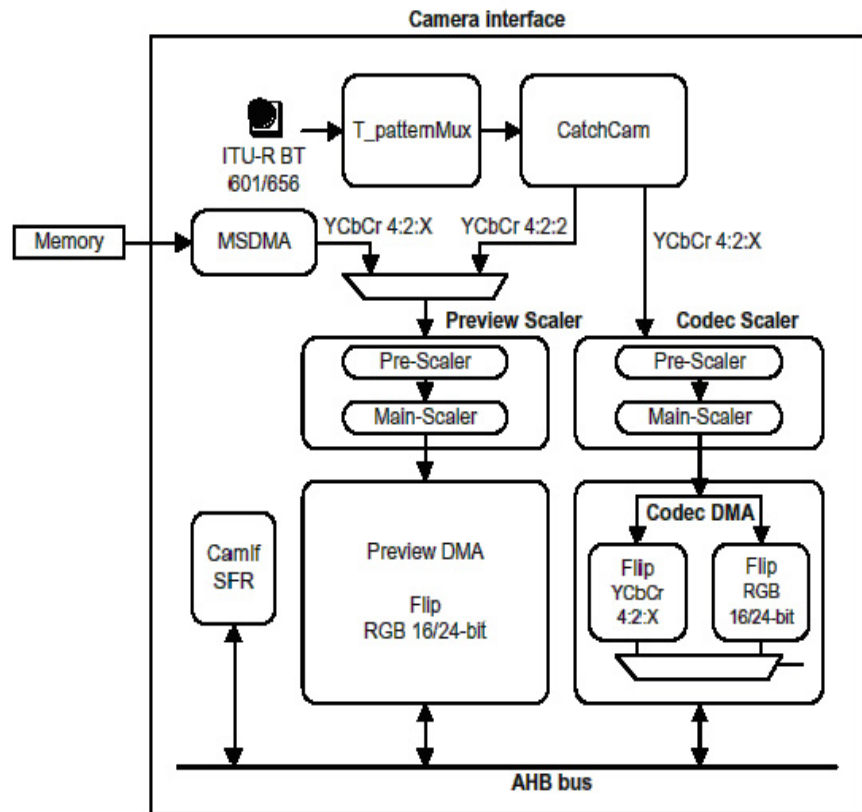 Camera interface
T_patternMux
CatchCam
ITU-R BT
601/656
Memory
MSDMA
YCbCr 4:2:X
YCbCr 4:2:2
YCbCr 4:2:X
Preview Scaler
Codec Scaler
Pre-Scaler
Pre-Scaler
Main-Scaler
Main-Scaler
CamIf
SFR
Preview DMA
Flip
RGB 16/24-bit
Codec DMA
Flip
YCbCr
4:2:X
Flip
RGB
16/24-bit
AHB bus